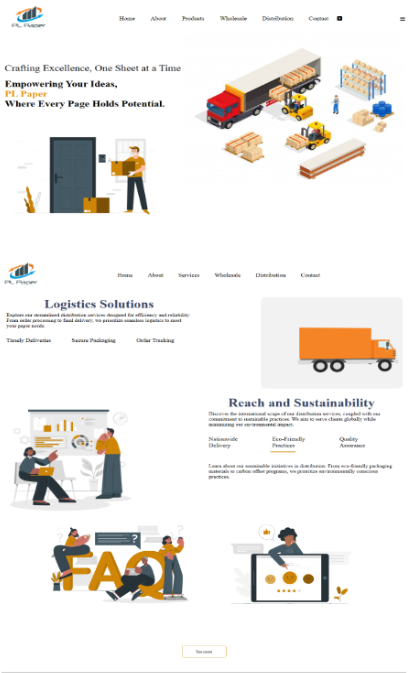 PL Paper
Home About Products Wholesale Distribution Contact
Crafting Excellence, One Sheet at a Time
Empowering Your Ideas,
PL Paper
Where Every Page Holds Potential.
PL Paper
Home About Services Wholesale Distribution Contact
Logistics Solutions
Explore our streamlined distribution services designed for efficiency and reliability.
From order processing to final delivery, we prioritize seamless logistics to meet
your paper needs.
Timely Deliveries Secure Packaging Order Tracking
Reach and Sustainability
Discover the international scope of our distribution services, coupled with our
commitment to sustainable practices. We aim to serve clients globally while
minimizing our environmental impact.
Nationwide Delivery
Eco-Friendly Practices
Quality Assurance
Learn about our sustainable initiatives in distribution. From eco-friendly packaging
materials to carbon offset programs, we prioritize environmentally conscious
practices.
FAQ